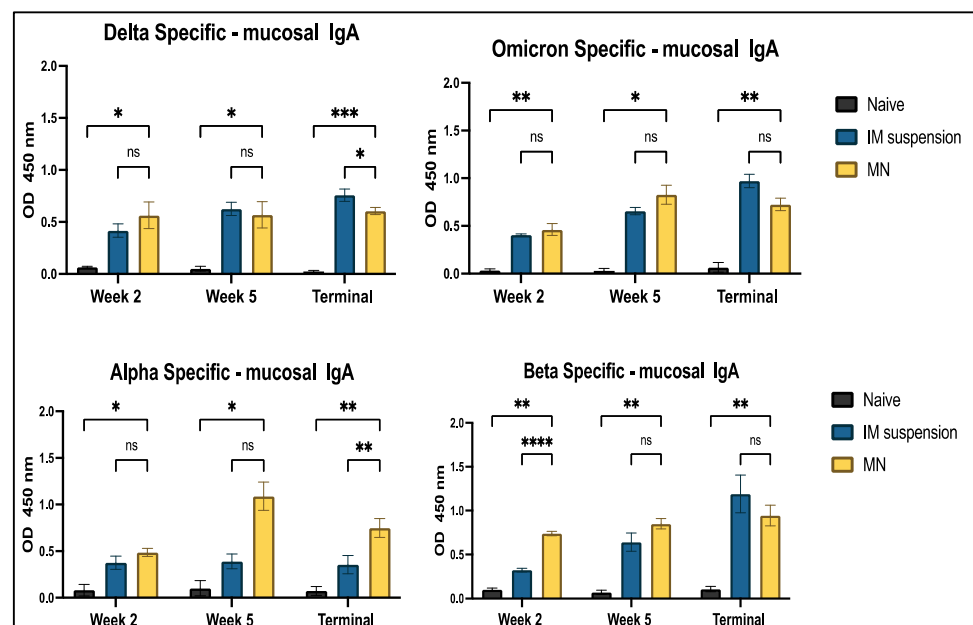 Delta Specific - mucosal IgA
OD 450 nm
2.0
1.5
1.0
0.5
0.0
*
ns
*
ns
***
*
Week 2
Week 5
Terminal
Omicron Specific - mucosal IgA
OD 450 nm
2.0
1.5
1.0
0.5
0.0
**
ns
*
ns
**
ns
Week 2
Week 5
Terminal
Naive
IM suspension
MN
Alpha Specific - mucosal IgA
OD 450 nm
2.0
1.5
1.0
0.5
0.0
*
ns
*
ns
**
**
Week 2
Week 5
Terminal
Beta Specific - mucosal IgA
OD 450 nm
2.0
1.5
1.0
0.5
0.0
**
****
**
ns
**
ns
Week 2
Week 5
Terminal
Naive
IM suspension
MN